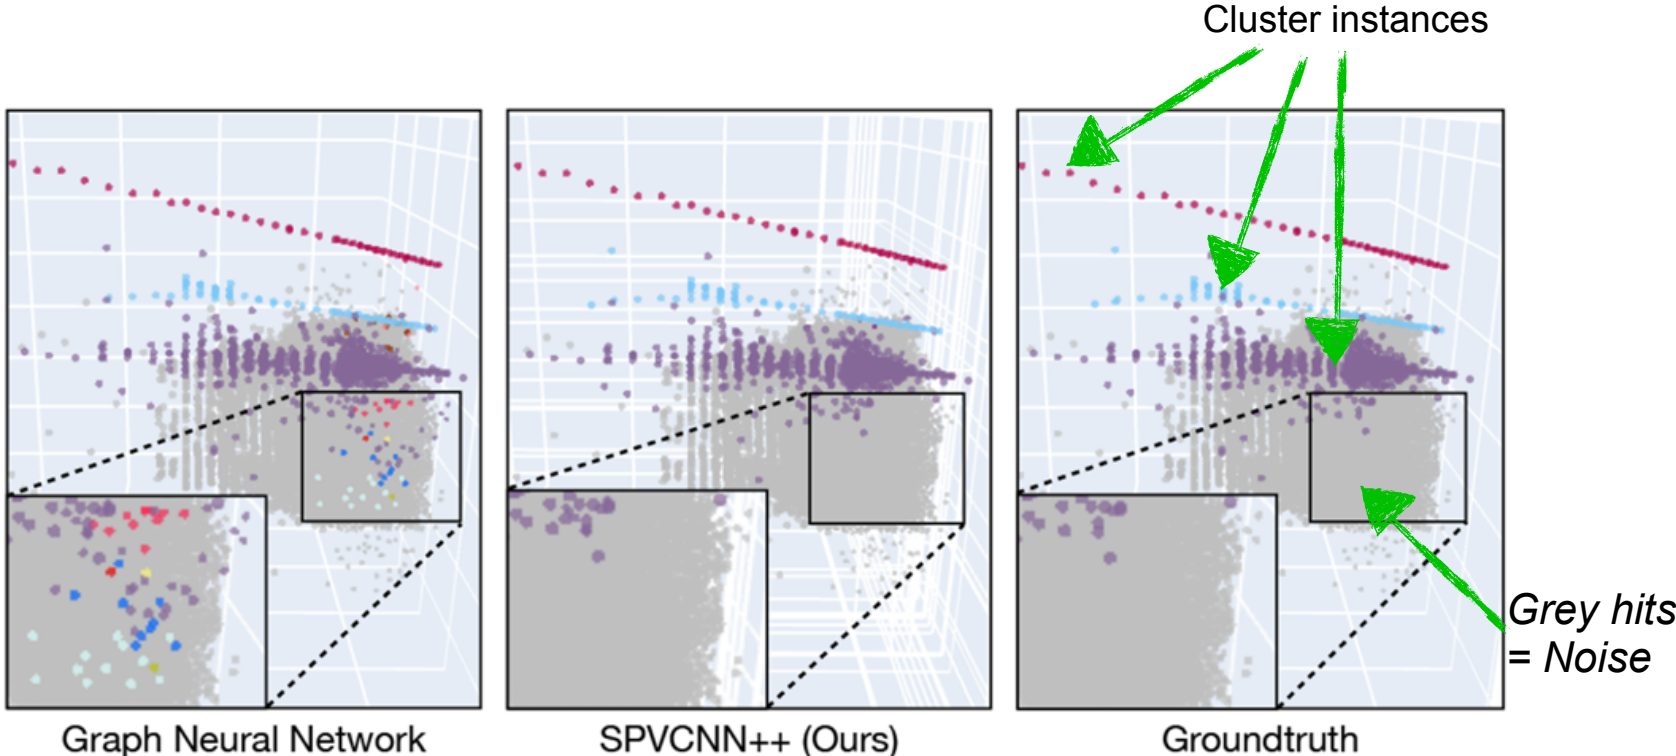 Cluster instances
Grey hits
= Noise
Graph Neural Network
SPVCNN++ (Ours)
Groundtruth